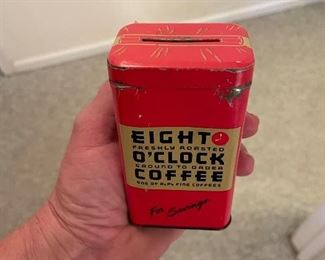 EIGHT
FRESHLY ROASTED
O'CLOCK
GROUND TO ORDER
COFFEE
ONE OF A&P'S FINE COFFEES
For Savings